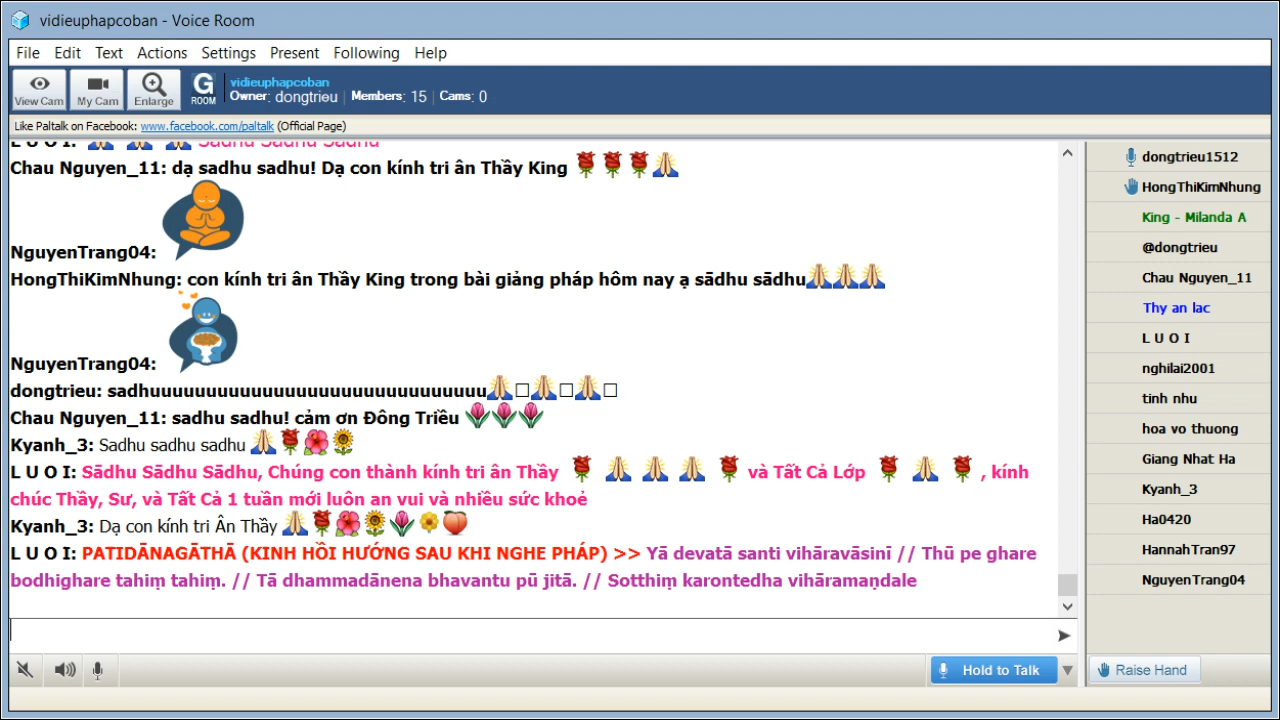 vidieuphapcoban - Voice Room
File Edit Text Actions Settings Present Following Help
View Cam
My Cam
Enlarge
G
ROOM
vidieuphapcoban
Owner: dongtrieu | Members: 15 | Cams: 0
Like Paltalk on Facebook: www.facebook.com/paltalk (Official Page)
L U O I: 🙏 🙏 🙏 Sadhu Sadhu Sadhu
Chau Nguyen_11: dạ sadhu sadhu! Dạ con kính tri ân Thầy King 🌹🌹🌹🙏
NguyenTrang04:
HongThiKimNhung: con kính tri ân Thầy King trong bài giảng pháp hôm nay ạ sādhu sādhu🙏🙏🙏
NguyenTrang04:
dongtrieu: sadhuuuuuuuuuuuuuuuuuuuuuuuuuuuuuu🙏□🙏□🙏□
Chau Nguyen_11: sadhu sadhu! cảm ơn Đông Triều 🌷🌷🌷
Kyanh_3: Sadhu sadhu sadhu 🙏🌹🌺🌻
L U O I: Sādhu Sādhu Sādhu, Chúng con thành kính tri ân Thầy 🌹 🙏 🙏 🙏 🌹 và Tất Cả Lớp 🌹 🙏 🌹 , kính
chúc Thầy, Sư, và Tất Cả 1 tuần mới luôn an vui và nhiều sức khoẻ
Kyanh_3: Dạ con kính tri Ân Thầy 🙏🌹🌺🌻🌷🌼🍑
L U O I: PATIDĀNAGĀTHĀ (KINH HỒI HƯỚNG SAU KHI NGHE PHÁP) >> Yā devatā santi vihāravāsinī // Thū pe ghare
bodhighare tahiṃ tahiṃ. // Tā dhammadānena bhavantu pū jitā. // Sotthiṃ karontedha vihāramaṇdale
Hold to Talk
dongtrieu1512
HongThiKimNhung
King - Milanda A
@dongtrieu
Chau Nguyen_11
Thy an lac
L U O I
nghilai2001
tinh nhu
hoa vo thuong
Giang Nhat Ha
Kyanh_3
Ha0420
HannahTran97
NguyenTrang04
Raise Hand